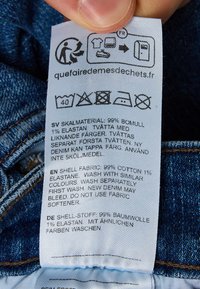 FR
quefairedemesdechets.fr
40
SV SKALMATERIAL: 99% BOMULL
1% ELASTAN. TVÄTTA MED
LIKNANDE FÄRGER. TVÄTTAS
SEPARAT FÖRSTA TVÄTTEN. NY
DENIM KAN TAPPA FÄRG. ANVÄND
INTE SKÖLJMEDEL.
EN SHELL FABRIC: 99% COTTON 1%
ELASTANE. WASH WITH SIMILAR
COLOURS. WASH SEPARATELY
FIRST WASH. NEW DENIM MAY
BLEED. DO NOT USE FABRIC
SOFTENER.
DE SHELL-STOFF: 99% BAUMWOLLE
1% ELASTAN. MIT ÄHNLICHEN
FARBEN WASCHEN